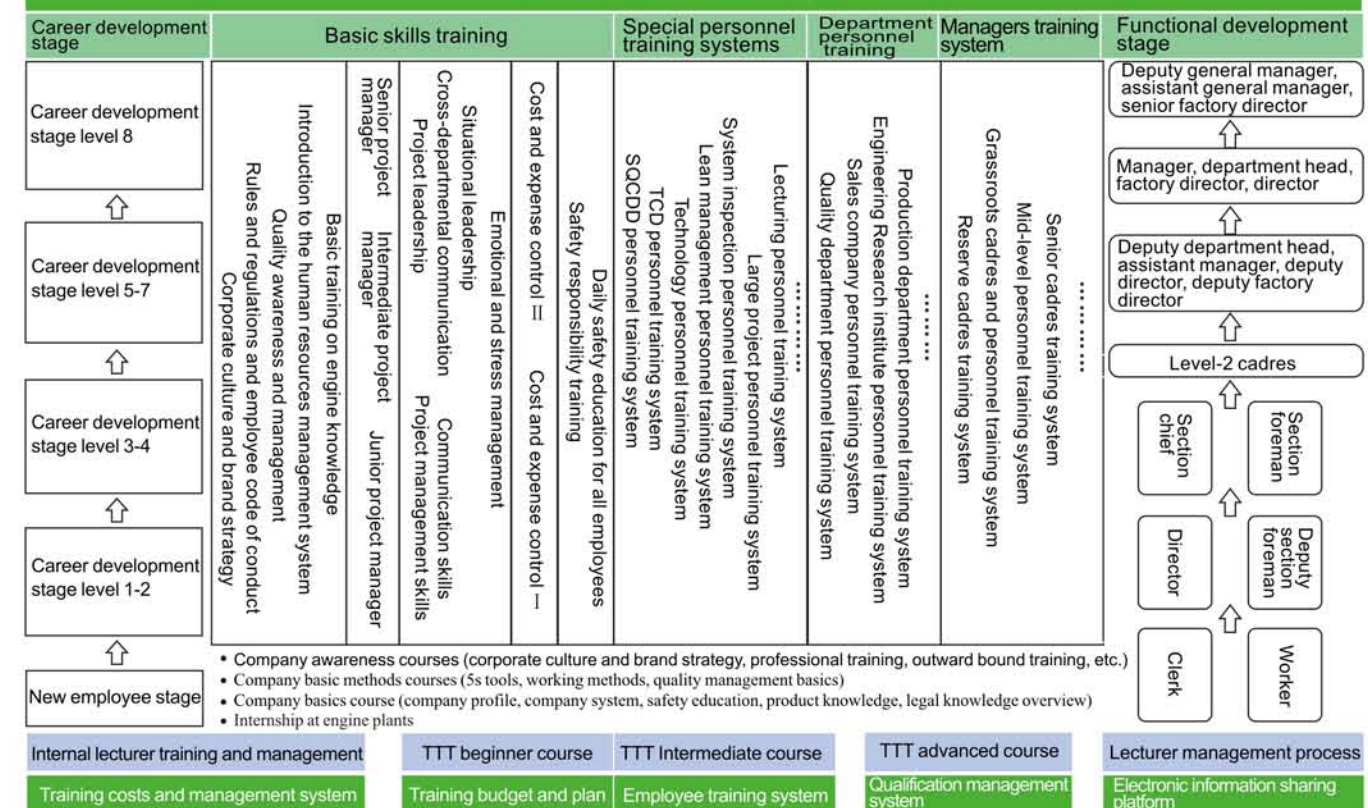 Career development
stage
Basic skills training
Special personnel
training systems
Department
personnel
training
Managers training
system
Functional development
stage
Career development
stage level 8
Career development
stage level 5-7
Career development
stage level 3-4
Career development
stage level 1-2
New employee stage
Basic training on engine knowledge
Introduction to the human resources management system
Quality awareness and management
Rules and regulations and employee code of conduct
Corporate culture and brand strategy
Senior project
manager
Intermediate project
manager
Junior project manager
Emotional and stress management
Situational leadership
Cross-departmental communication
Communication skills
Project leadership
Project management skills
Cost and expense control II
Cost and expense control I
Daily safety education for all employees
Safety responsibility training
………
Lecturing personnel training system
Large project personnel training system
System inspection personnel training system
Lean management personnel training system
Technology personnel training system
TCD personnel training system
SQCDD personnel training system
………
Production department personnel training system
Engineering Research institute personnel training system
Sales company personnel training system
Quality department personnel training system
………
Senior cadres training system
Mid-level personnel training system
Grassroots cadres and personnel training system
Reserve cadres training system
Deputy general manager,
assistant general manager,
senior factory director
Manager, department head,
factory director, director
Deputy department head,
assistant manager, deputy
director, deputy factory
director
Level-2 cadres
Section
chief
Section
foreman
Director
Deputy
section
foreman
Clerk
Worker
• Company awareness courses (corporate culture and brand strategy, professional training, outward bound training, etc.)
• Company basic methods courses (5s tools, working methods, quality management basics)
• Company basics course (company profile, company system, safety education, product knowledge, legal knowledge overview)
• Internship at engine plants
Internal lecturer training and management
TTT beginner course
TTT Intermediate course
TTT advanced course
Lecturer management process
Training costs and management system
Training budget and plan
Employee training system
Qualification management
system
Electronic information sharing
platform